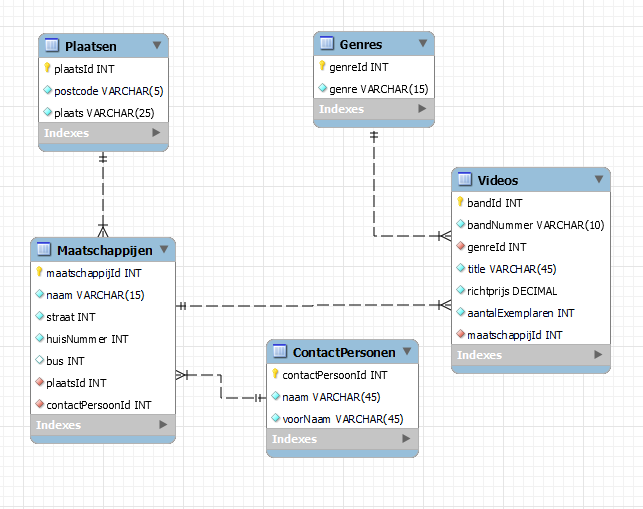 Plaatsen
plaatsId INT
postcode VARCHAR(5)
plaats VARCHAR(25)
Indexes
Genres
genreId INT
genre VARCHAR(15)
Indexes
Videos
bandId INT
bandNummer VARCHAR(10)
genreId INT
title VARCHAR(45)
richtprijs DECIMAL
aantalExemplaren INT
maatschappijId INT
Indexes
Maatschappijen
maatschappijId INT
naam VARCHAR(15)
straat INT
huisNummer INT
bus INT
plaatsId INT
contactPersoonId INT
Indexes
ContactPersonen
contactPersoonId INT
naam VARCHAR(45)
voorNaam VARCHAR(45)
Indexes